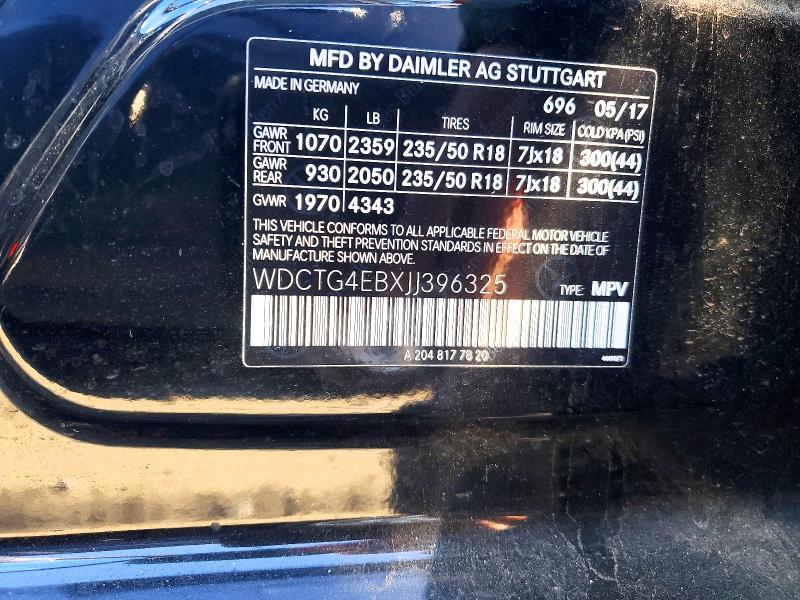 MFD BY DAIMLER AG STUTTGART
MADE IN GERMANY
696 05/17
KG LB TIRES RIM SIZE COLD KPA(PSI)
GAWR FRONT 1070 2359 235/50 R18 7Jx18 300(44)
GAWR REAR 930 2050 235/50 R18 7Jx18 300(44)
GVWR 1970 4343
THIS VEHICLE CONFORMS TO ALL APPLICABLE FEDERAL MOTOR VEHICLE
SAFETY AND THEFT PREVENTION STANDARDS IN EFFECT ON THE DATE OF
MANUFACTURE SHOWN ABOVE.
WDCTG4EBXJJ396325 TYPE: MPV
A 204 817 78 20